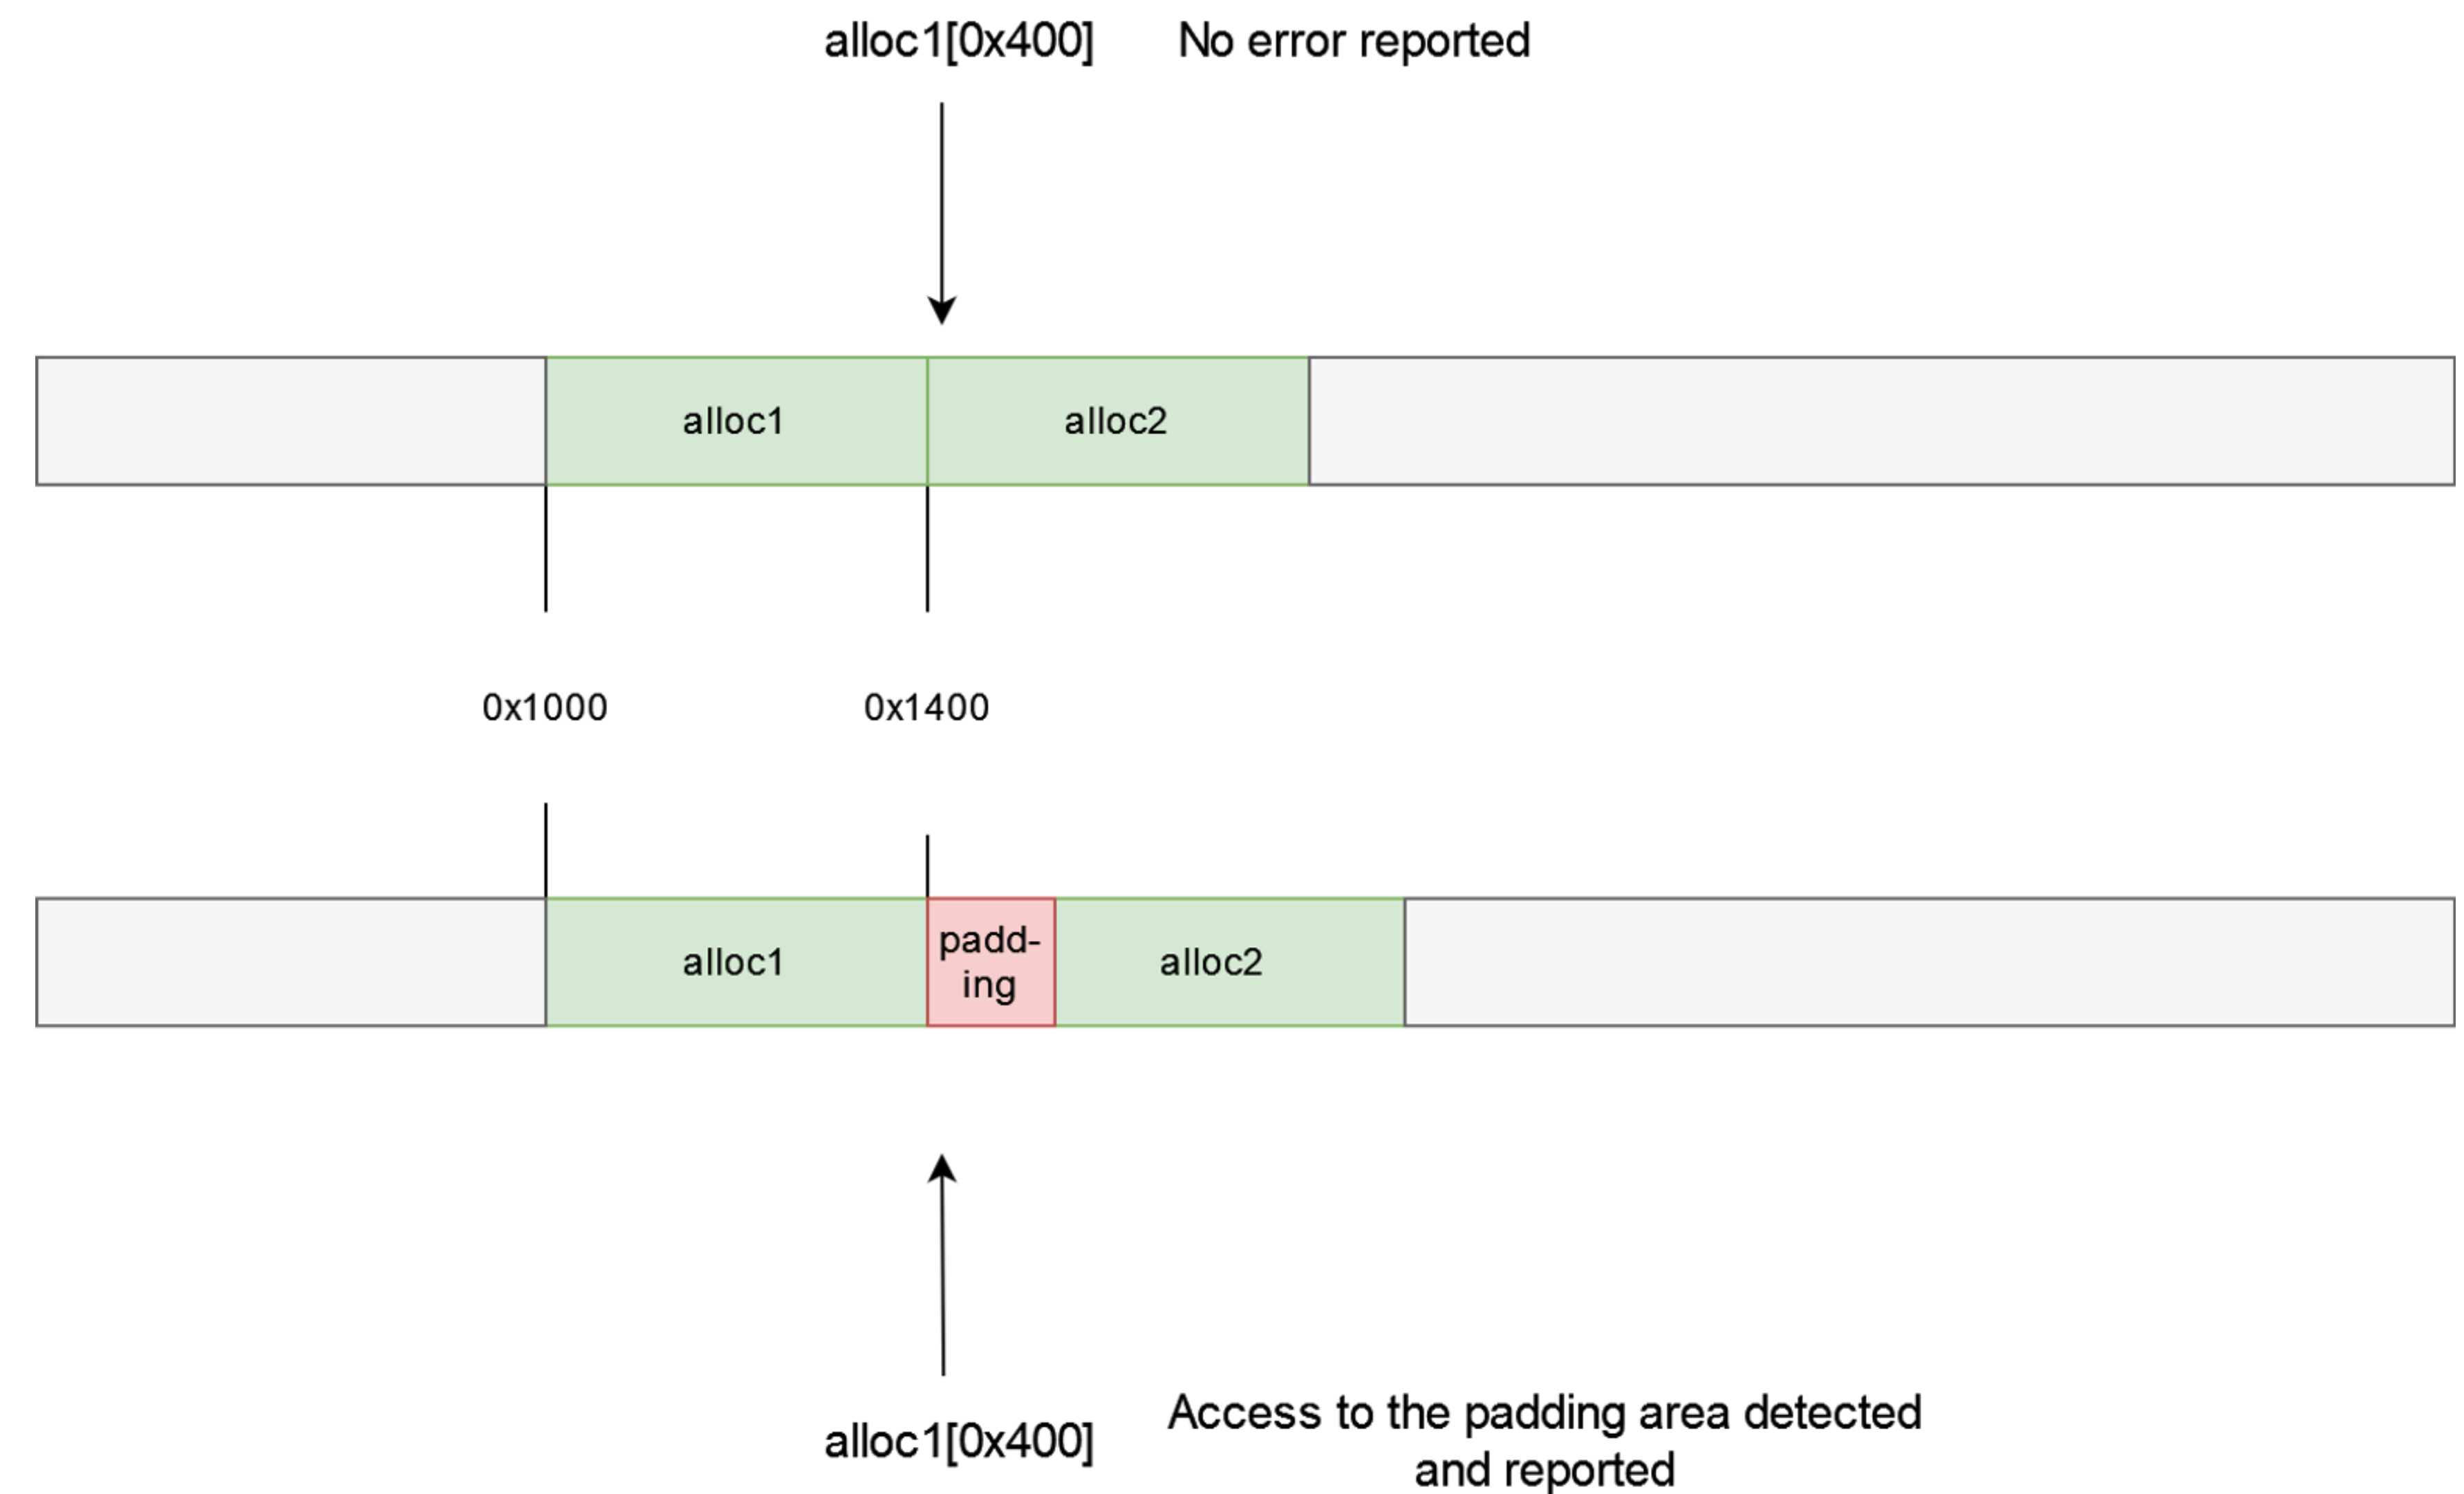 alloc1[0x400] No error reported
alloc1 alloc2
0x1000 0x1400
alloc1
padd-
ing
alloc2
alloc1[0x400]
Access to the padding area detected
and reported